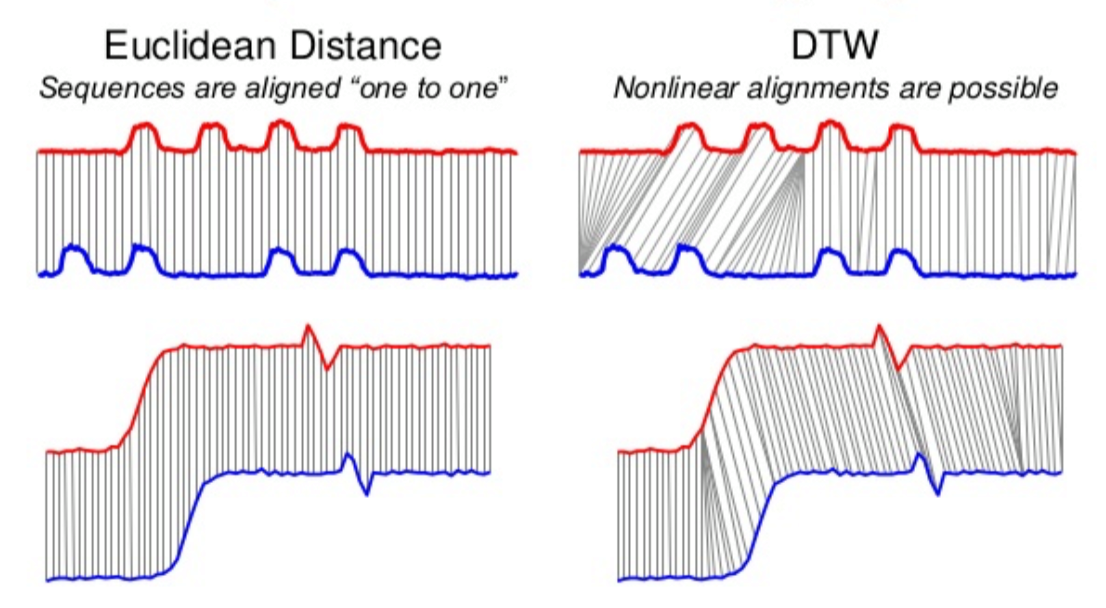 Euclidean Distance
Sequences are aligned “one to one”
DTW
Nonlinear alignments are possible